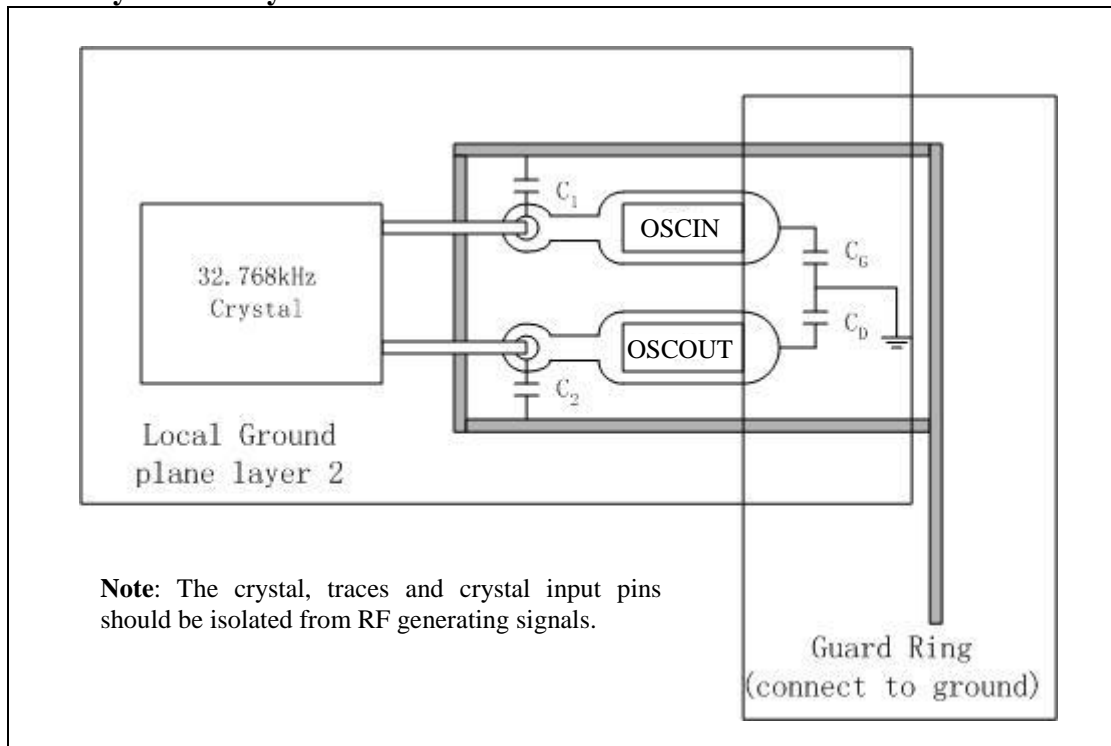 C1
OSCIN
32.768kHz
Crystal
CG
CD
OSCOUT
C2
Local Ground
plane layer 2
Note: The crystal, traces and crystal input pins
should be isolated from RF generating signals.
Guard Ring
(connect to ground)